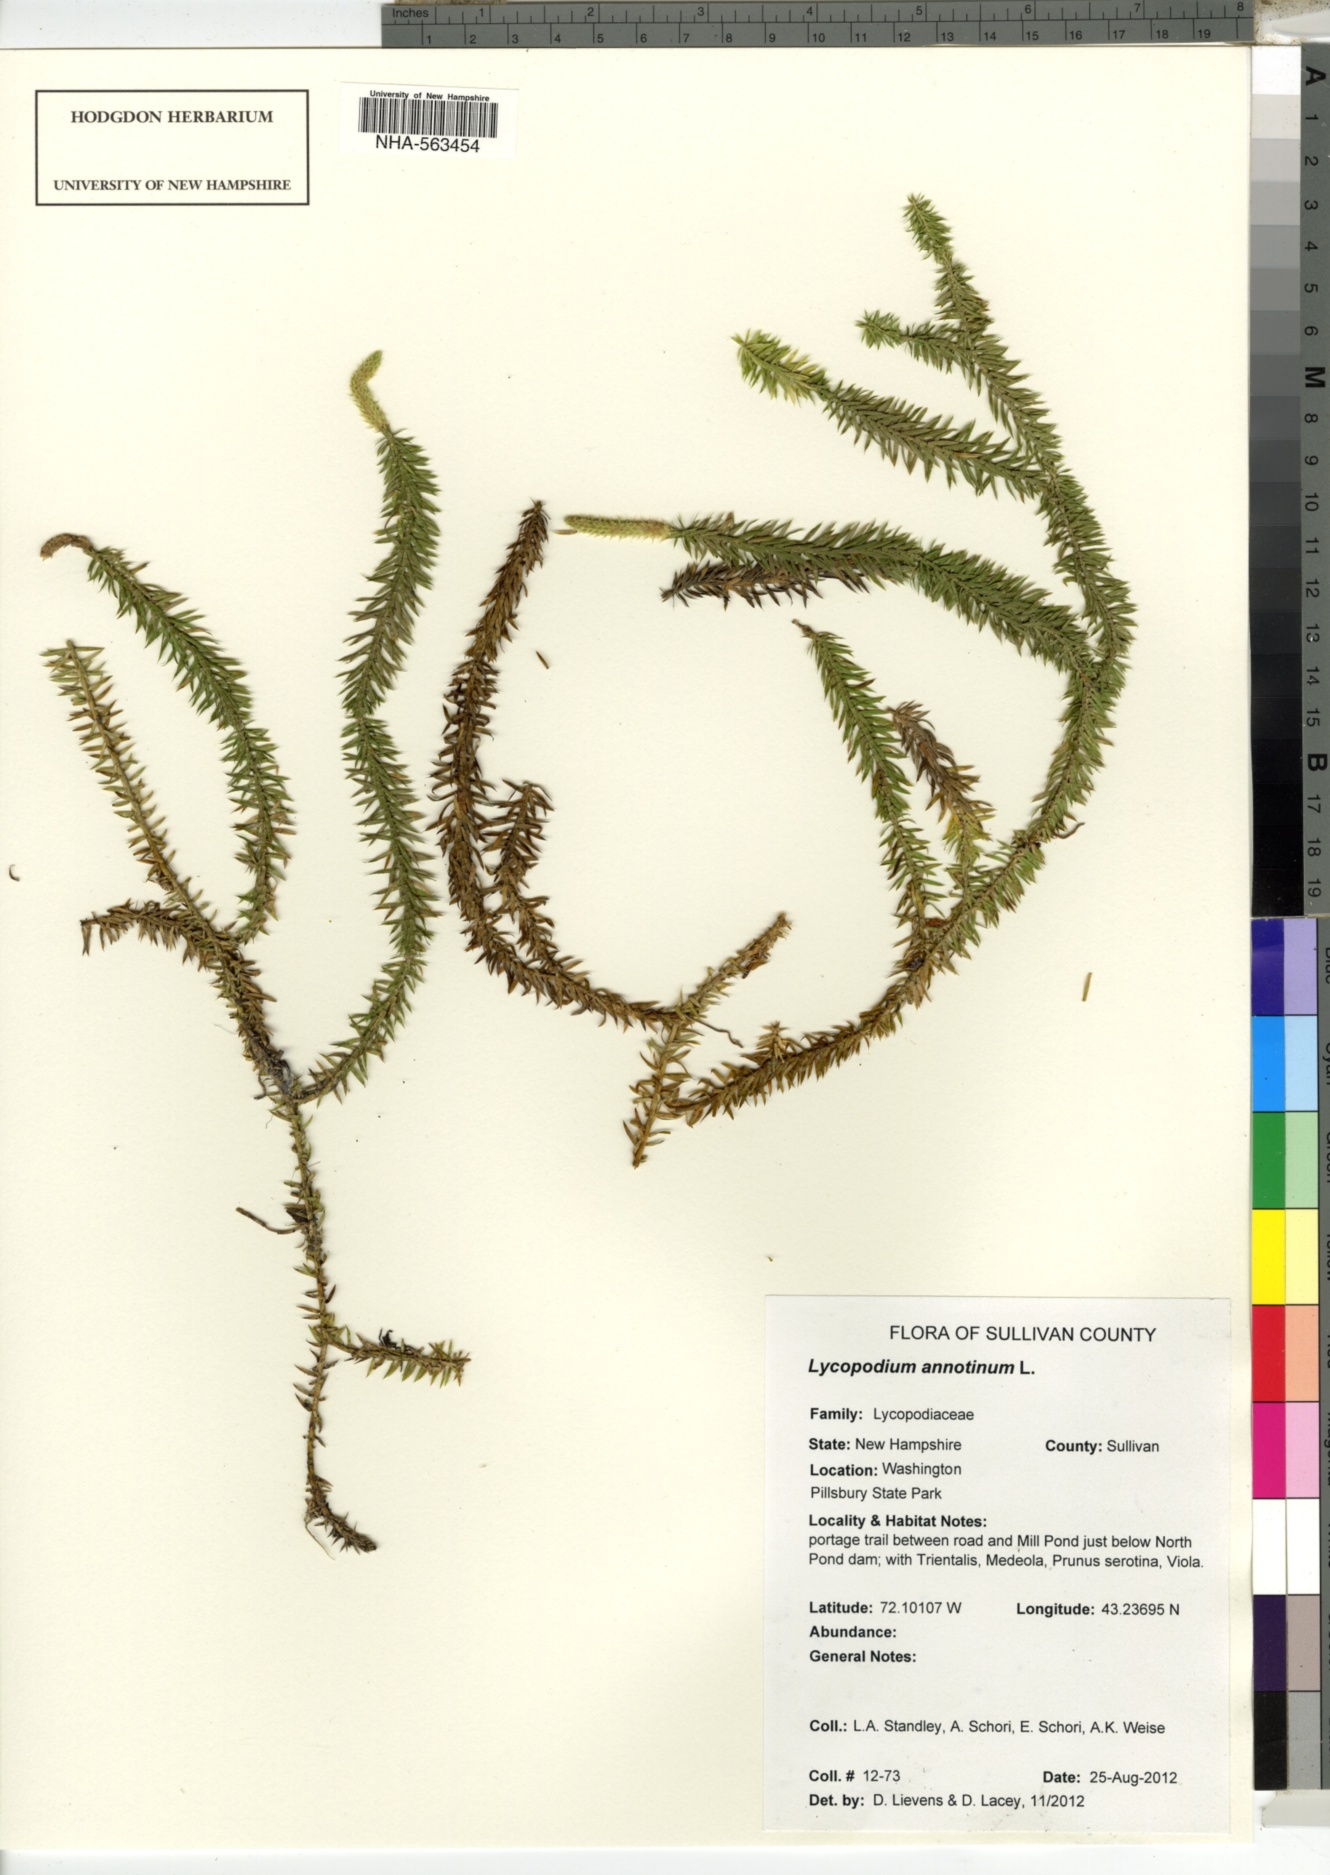 Inches 1 2 3 4 5 6 7 8
1 2 3 4 5 6 7 8 9 10 11 12 13 14 15 16 17 18 19
HODGDON HERBARIUM
UNIVERSITY OF NEW HAMPSHIRE
University of New Hampshire
NHA-563454
A 1 2 3 4 5 6 M 8 9 10 11 12 13 14 15 B 17 18 19
FLORA OF SULLIVAN COUNTY
Lycopodium annotinum L.
Family: Lycopodiaceae
State: New Hampshire County: Sullivan
Location: Washington
Pillsbury State Park
Locality & Habitat Notes:
portage trail between road and Mill Pond just below North
Pond dam; with Trientalis, Medeola, Prunus serotina, Viola.
Latitude: 72.10107 W Longitude: 43.23695 N
Abundance:
General Notes:
Coll.: L.A. Standley, A. Schori, E. Schori, A.K. Weise
Coll. # 12-73 Date: 25-Aug-2012
Det. by: D. Lievens & D. Lacey, 11/2012